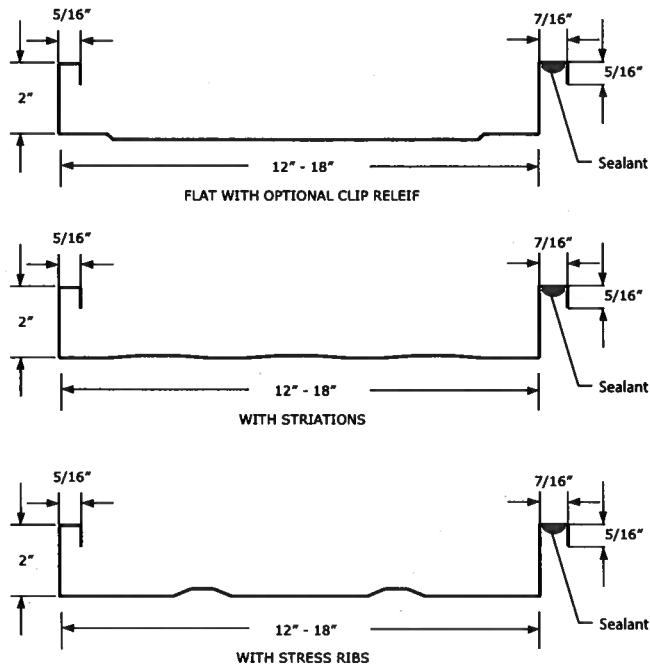 5/16” 7/16”
5/16”
2”
Sealant
12” - 18”
FLAT WITH OPTIONAL CLIP RELEIF
5/16” 7/16”
5/16”
2”
Sealant
12” - 18”
WITH STRIATIONS
5/16” 7/16”
5/16”
2”
Sealant
12” - 18”
WITH STRESS RIBS